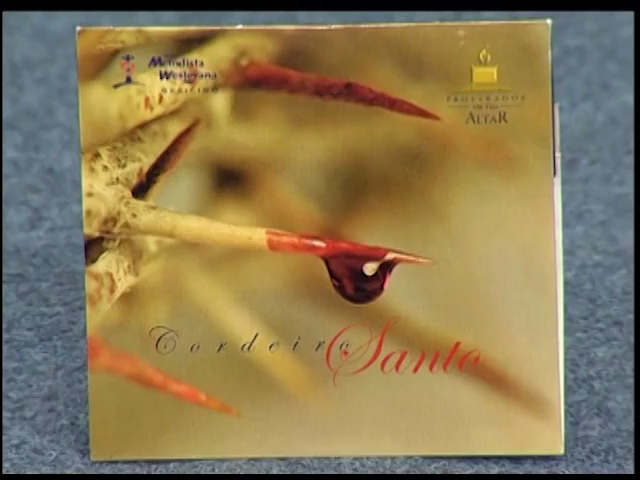 Metodista
Wesleyana
PROSTRADOS
ALTAR
Cordeiro Santo